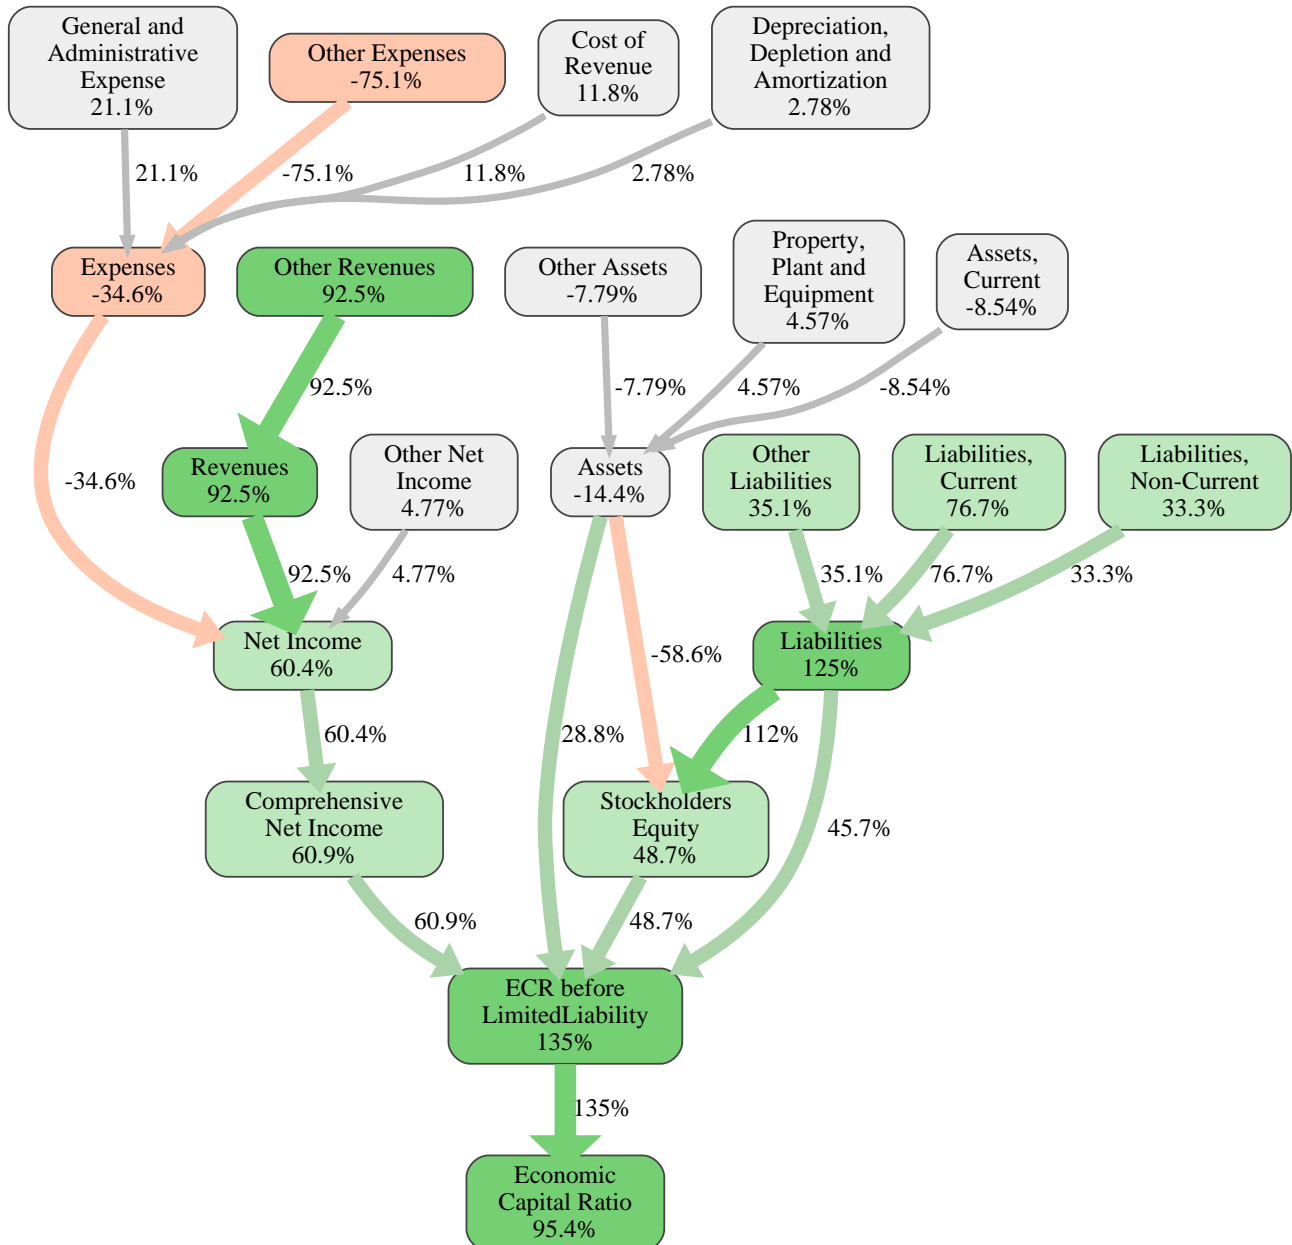 General and
Administrative
Expense
21.1%
Other Expenses
-75.1%
Cost of
Revenue
11.8%
Depreciation,
Depletion and
Amortization
2.78%
21.1%
-75.1%
11.8%
2.78%
Expenses
-34.6%
Other Revenues
92.5%
Other Assets
-7.79%
Property,
Plant and
Equipment
4.57%
Assets,
Current
-8.54%
92.5%
-7.79%
4.57%
-8.54%
-34.6%
Revenues
92.5%
Other Net
Income
4.77%
Assets
-14.4%
Other
Liabilities
35.1%
Liabilities,
Current
76.7%
Liabilities,
Non-Current
33.3%
92.5%
4.77%
35.1%
76.7%
33.3%
Net Income
60.4%
-58.6%
Liabilities
125%
60.4%
28.8%
112%
Comprehensive
Net Income
60.9%
Stockholders
Equity
48.7%
45.7%
60.9%
48.7%
ECR before
LimitedLiability
135%
135%
Economic
Capital Ratio
95.4%